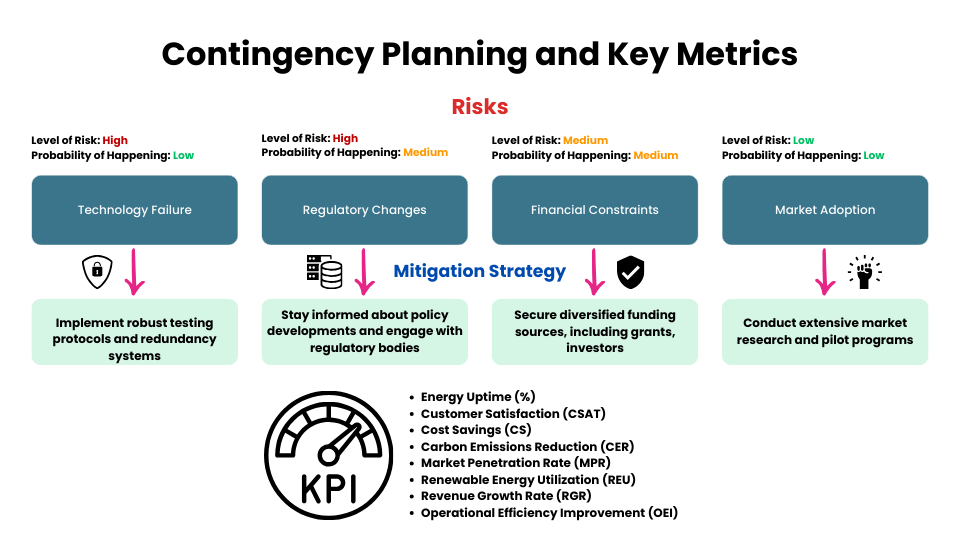 Contingency Planning and Key Metrics
Risks
Level of Risk: High
Probability of Happening: Low
Level of Risk: High
Probability of Happening: Medium
Level of Risk: Medium
Probability of Happening: Medium
Level of Risk: Low
Probability of Happening: Low
Technology Failure
Regulatory Changes
Financial Constraints
Market Adoption
Mitigation Strategy
Implement robust testing
protocols and redundancy
systems
Stay informed about policy
developments and engage with
regulatory bodies
Secure diversified funding
sources, including grants,
investors
Conduct extensive market
research and pilot programs
KPI
• Energy Uptime (%)
• Customer Satisfaction (CSAT)
• Cost Savings (CS)
• Carbon Emissions Reduction (CER)
• Market Penetration Rate (MPR)
• Renewable Energy Utilization (REU)
• Revenue Growth Rate (RGR)
• Operational Efficiency Improvement (OEI)